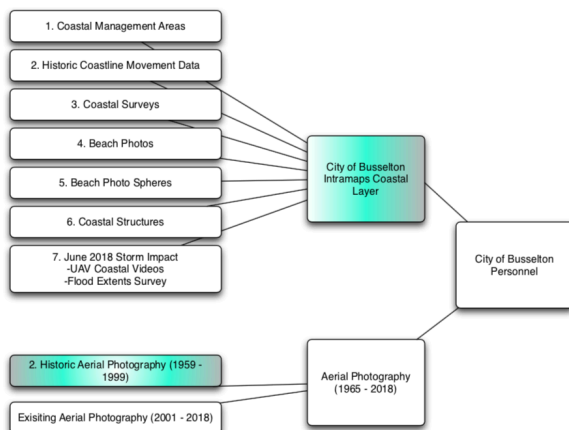 1. Coastal Management Areas
2. Historic Coastline Movement Data
3. Coastal Surveys
4. Beach Photos
5. Beach Photo Spheres
6. Coastal Structures
7. June 2018 Storm Impact
-UAV Coastal Videos
-Flood Extents Survey
City of Busselton
Intramaps Coastal
Layer
City of Busselton
Personnel
2. Historic Aerial Photography (1959 -
1999)
Exisiting Aerial Photography (2001 - 2018)
Aerial Photography
(1965 - 2018)